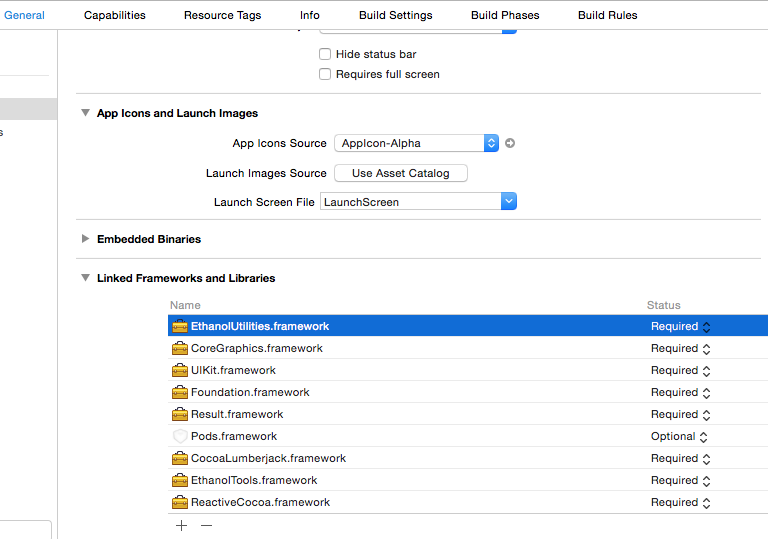 General Capabilities Resource Tags Info Build Settings Build Phases Build Rules
Hide status bar
Requires full screen
App Icons and Launch Images
App Icons Source AppIcon-Alpha
Launch Images Source Use Asset Catalog
Launch Screen File LaunchScreen
Embedded Binaries
Linked Frameworks and Libraries
Name Status
EthanolUtilities.framework Required
CoreGraphics.framework Required
UIKit.framework Required
Foundation.framework Required
Result.framework Required
Pods.framework Optional
CocoaLumberjack.framework Required
EthanolTools.framework Required
ReactiveCocoa.framework Required